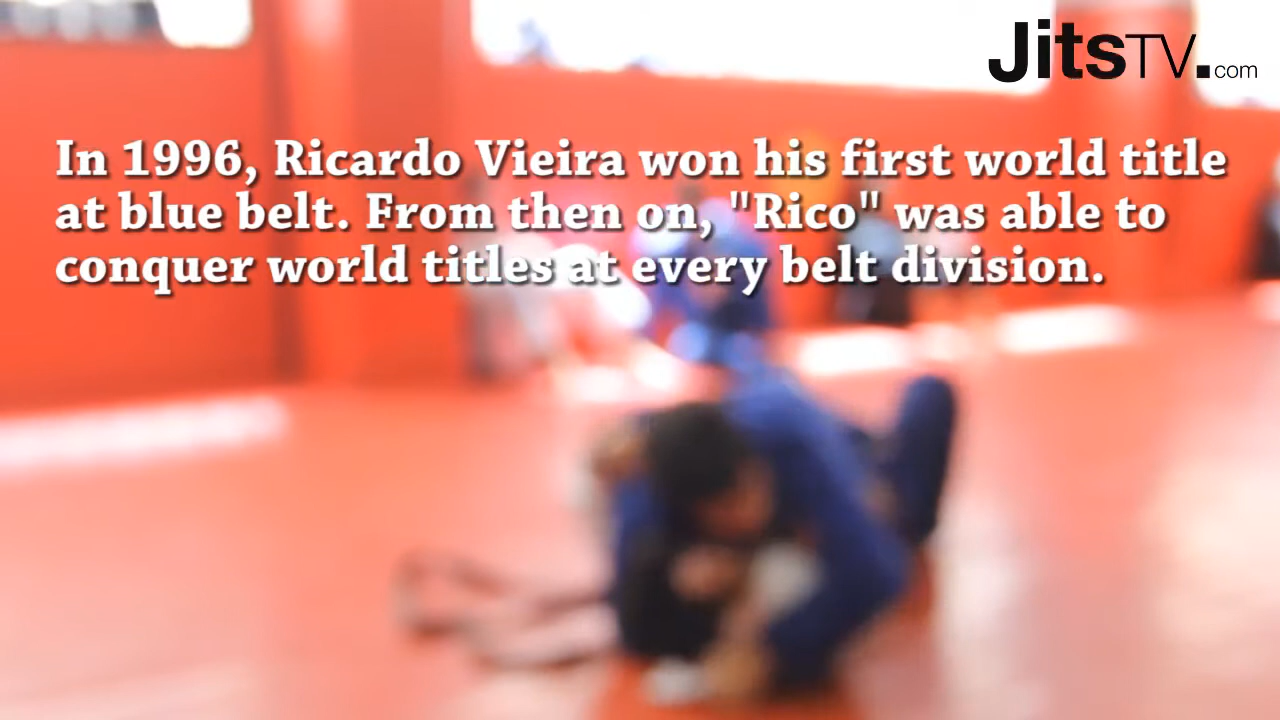 JitsTV.com
In 1996, Ricardo Vieira won his first world title
at blue belt. From then on, "Rico" was able to
conquer world titles at every belt division.